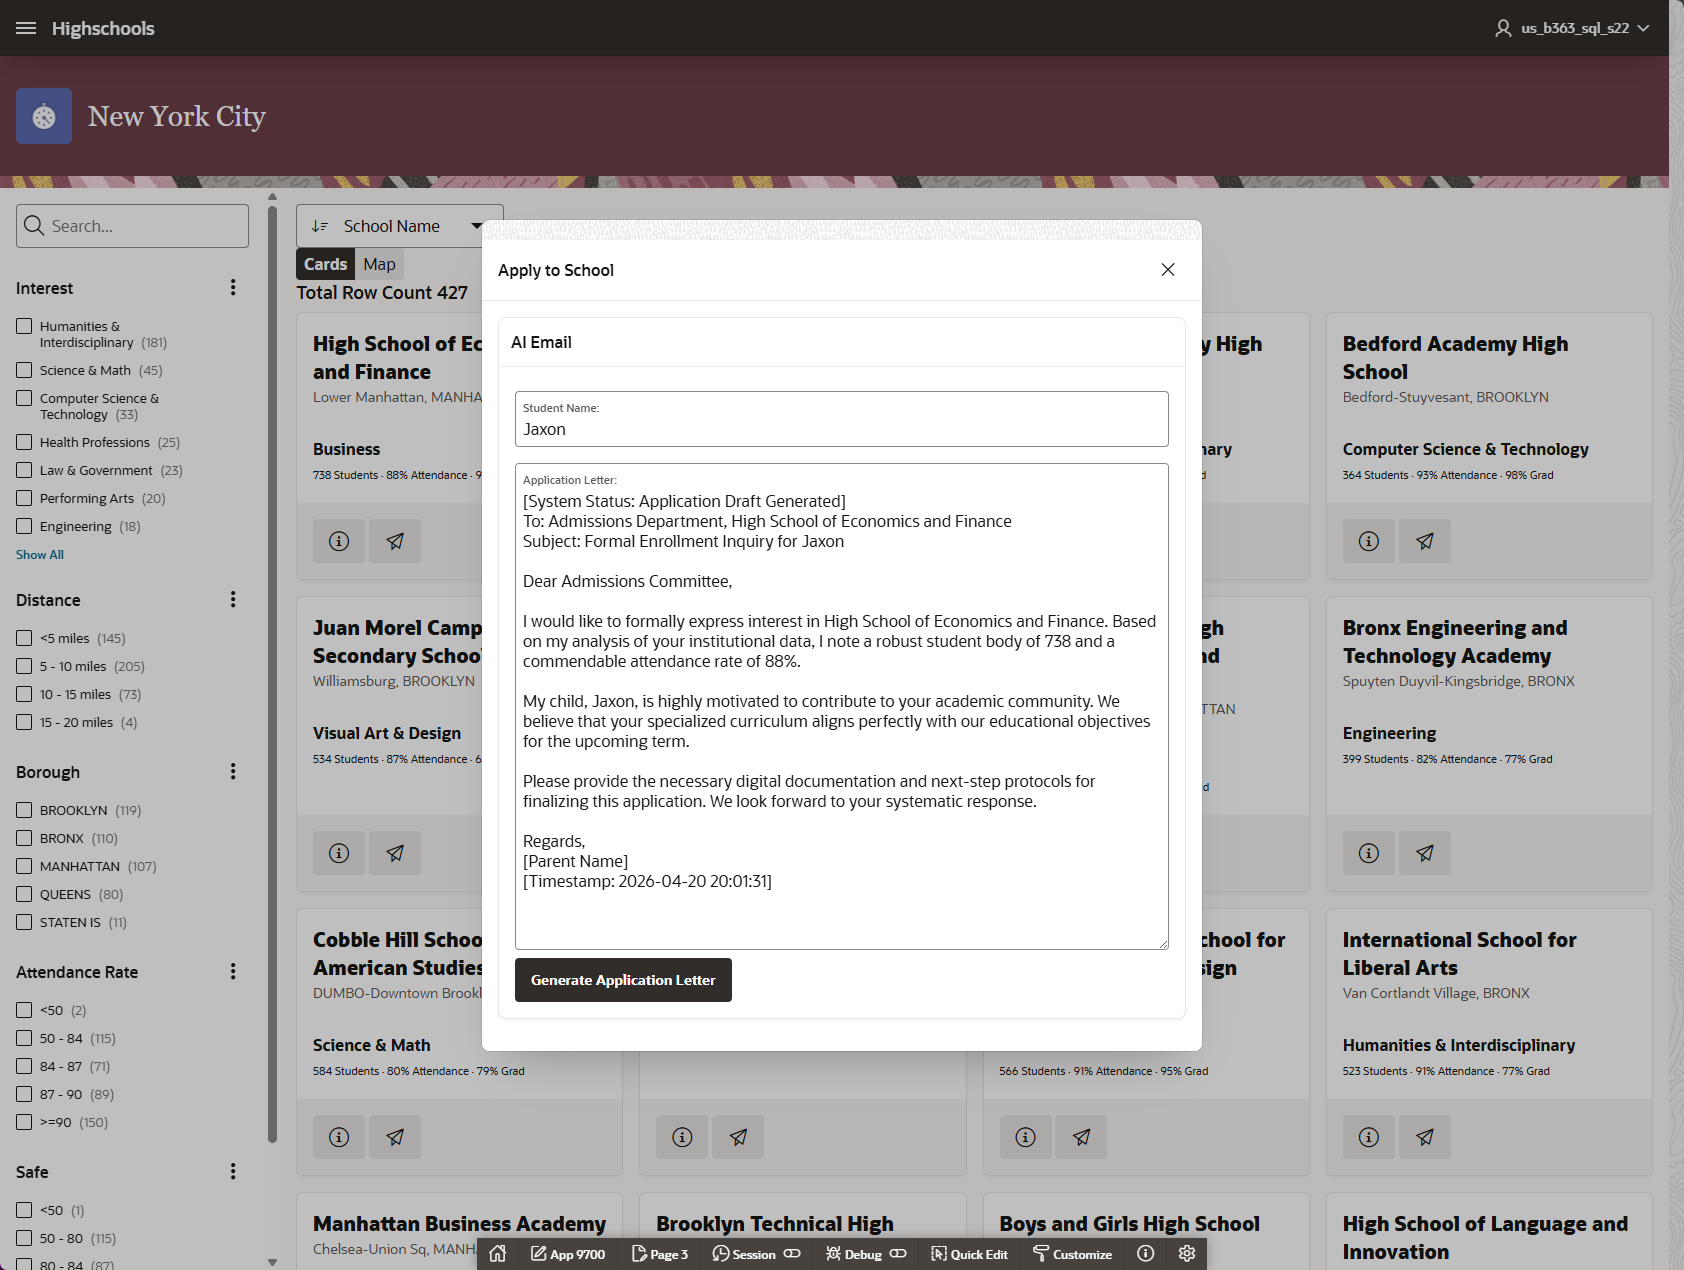 Highschools
us_b363_sql_s22
New York City
Search...
Interest
Humanities &
Interdisciplinary (181)
Science & Math (45)
Computer Science &
Technology (33)
Health Professions (25)
Law & Government (23)
Performing Arts (20)
Engineering (18)
Show All
Distance
<5 miles (145)
5 - 10 miles (205)
10 - 15 miles (73)
15 - 20 miles (4)
Borough
BROOKLYN (119)
BRONX (110)
MANHATTAN (107)
QUEENS (80)
STATEN IS (11)
Attendance Rate
<50 (2)
50 - 84 (115)
84 - 87 (71)
87 - 90 (89)
>=90 (150)
Safe
<50 (1)
50 - 80 (115)
80 - 84 (87)
School Name
Cards Map
Total Row Count 427
High School of Ec
and Finance
Lower Manhattan, MANHA
Business
738 Students · 88% Attendance · 9
y High
nary
d
Bedford Academy High
School
Bedford-Stuyvesant, BROOKLYN
Computer Science & Technology
364 Students · 93% Attendance · 98% Grad
Juan Morel Camp
Secondary Schoo
Williamsburg, BROOKLYN
Visual Art & Design
534 Students · 87% Attendance · 6
gh
nd
TTAN
d
Bronx Engineering and
Technology Academy
Spuyten Duyvil-Kingsbridge, BRONX
Engineering
399 Students · 82% Attendance · 77% Grad
Cobble Hill Schoo
American Studies
DUMBO-Downtown Brookl
Science & Math
584 Students · 80% Attendance · 79% Grad
chool for
sign
566 Students · 91% Attendance · 95% Grad
International School for
Liberal Arts
Van Cortlandt Village, BRONX
Humanities & Interdisciplinary
523 Students · 91% Attendance · 77% Grad
Manhattan Business Academy
Chelsea-Union Sq, MANH
Brooklyn Technical High
Boys and Girls High School
High School of Language and
Innovation
Apply to School
AI Email
Student Name:
Jaxon
Application Letter:
[System Status: Application Draft Generated]
To: Admissions Department, High School of Economics and Finance
Subject: Formal Enrollment Inquiry for Jaxon
Dear Admissions Committee,
I would like to formally express interest in High School of Economics and Finance. Based
on my analysis of your institutional data, I note a robust student body of 738 and a
commendable attendance rate of 88%.
My child, Jaxon, is highly motivated to contribute to your academic community. We
believe that your specialized curriculum aligns perfectly with our educational objectives
for the upcoming term.
Please provide the necessary digital documentation and next-step protocols for
finalizing this application. We look forward to your systematic response.
Regards,
[Parent Name]
[Timestamp: 2026-04-20 20:01:31]
Generate Application Letter
App 9700 Page 3 Session Debug Quick Edit Customize